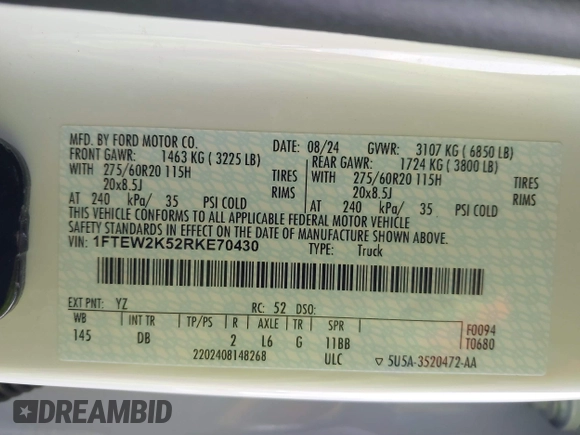 MFD. BY FORD MOTOR CO. DATE: 08/24 GVWR: 3107 KG ( 6850 LB)
FRONT GAWR: 1463 KG ( 3225 LB) REAR GAWR: 1724 KG ( 3800 LB)
WITH 275/60R20 115H TIRES WITH 275/60R20 115H TIRES
20x8.5J RIMS 20x8.5J RIMS
AT 240 kPa/ 35 PSI COLD AT 240 kPa/ 35 PSI COLD
THIS VEHICLE CONFORMS TO ALL APPLICABLE FEDERAL MOTOR VEHICLE
SAFETY STANDARDS IN EFFECT ON THE DATE OF MANUFACTURE SHOWN ABOVE.
VIN: 1FTEW2K52RKE70430 TYPE: Truck
EXT PNT: YZ RC: 52 DSO:
WB INT TR TP/PS R AXLE TR SPR F0094
145 DB 2 L6 G 11BB T0680
2202408148268 ULC ▽ 5U5A-3520472-AA
DREAMBID